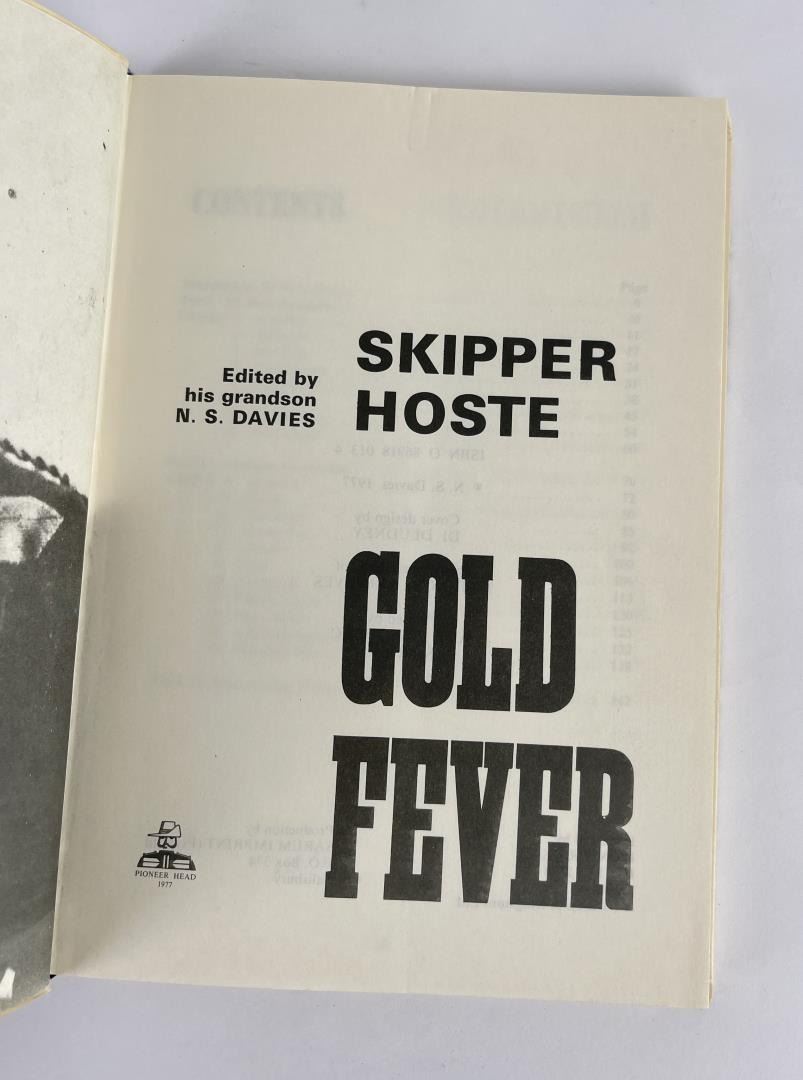 SKIPPER
HOSTE
Edited by
his grandson
N. S. DAVIES
GOLD
FEVER
PIONEER HEAD
1977